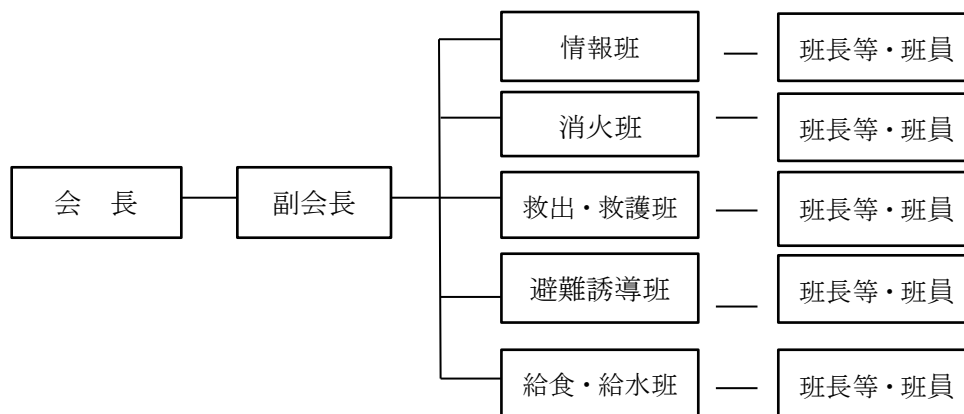 会　長
副会長
情報班
班長等・班員
消火班
班長等・班員
救出・救護班
班長等・班員
避難誘導班
班長等・班員
給食・給水班
班長等・班員